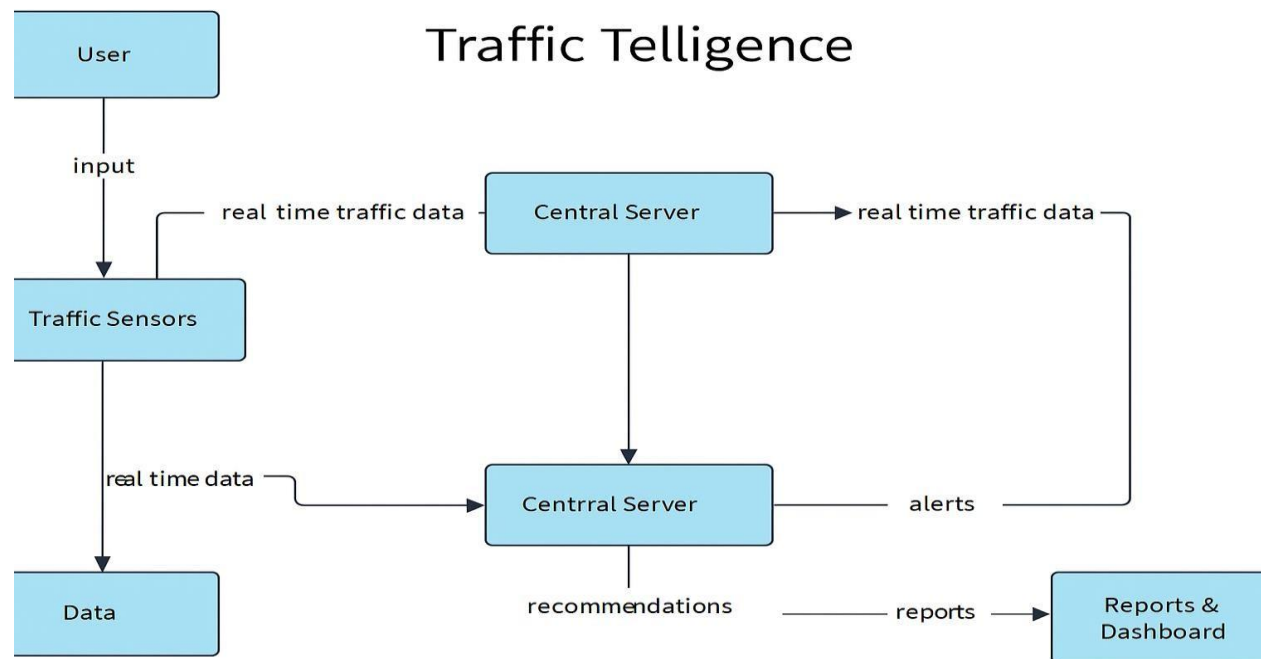 Traffic Telligence
User
input
real time traffic data
Central Server
real time traffic data
Traffic Sensors
real time data
Centrral Server
alerts
Data
recommendations
reports
Reports &
Dashboard